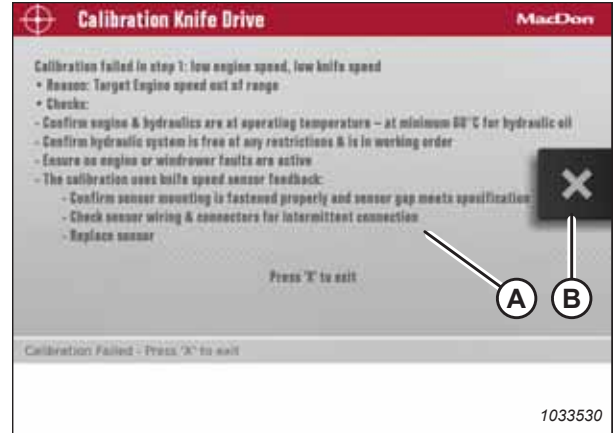 Calibration Knife Drive
MacDon
Calibration failed in step 1: low engine speed, low knife speed
• Reason: Target Engine speed out of range
• Checks:
- Confirm engine & hydraulics are at operating temperature – at minimum 60°C for hydraulic oil
- Confirm hydraulic system is free of any restrictions & is in working order
- Ensure no engine or windrower faults are active
- The calibration uses knife speed sensor feedback:
- Confirm sensor mounting is fastened properly and sensor gap meets specification
- Check sensor wiring & connectors for intermittent connection
- Replace sensor
Press 'X' to exit
A
B
Calibration Failed - Press 'X' to exit
1033530